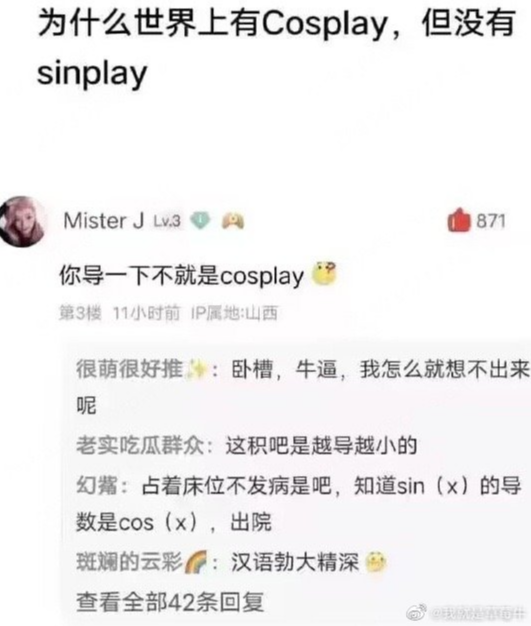 为什么世界上有Cosplay，但没有
sinplay
Mister J Lv.3
871
你导一下不就是cosplay
第3楼 11小时前 IP属地:山西
很萌很好推✨：卧槽，牛逼，我怎么就想不出来
呢
老实吃瓜群众：这积吧是越导越小的
幻觜：占着床位不发病是吧，知道sin（x）的导
数是cos（x），出院
斑斓的云彩🌈：汉语勃大精深🤔
查看全部42条回复